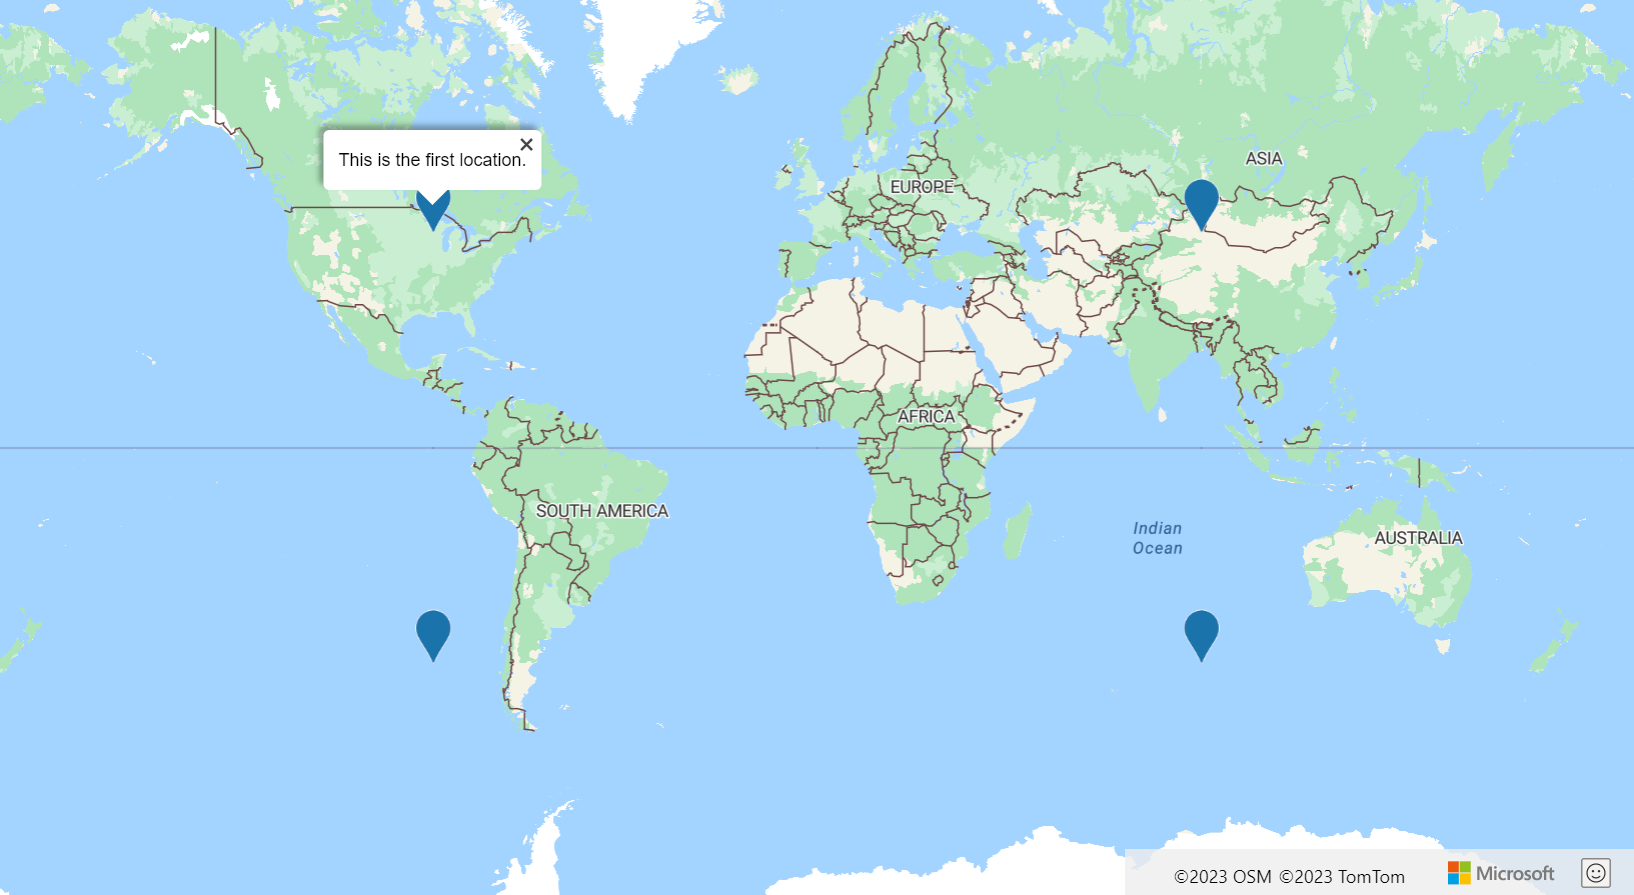 This is the first location.
ASIA
EUROPE
AFRICA
SOUTH AMERICA
Indian
Ocean
AUSTRALIA
©2023 OSM ©2023 TomTom
Microsoft